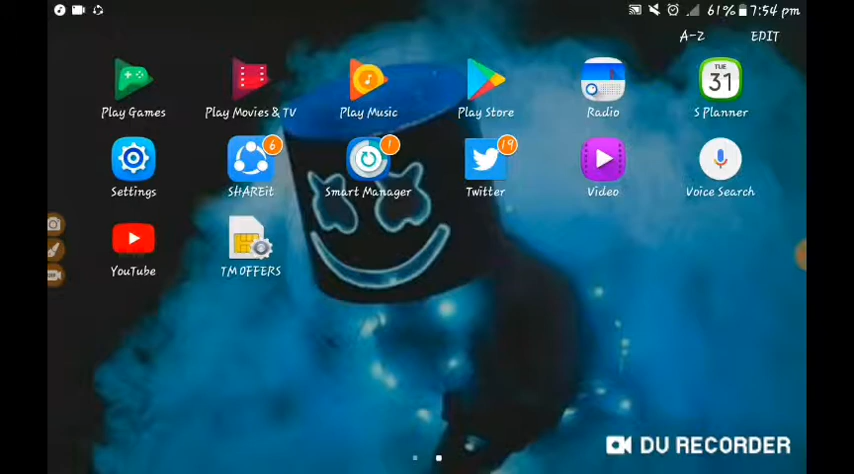 61% 7:54 pm
A-Z EDIT
Play Games Play Movies & TV Play Music Play Store Radio S Planner
TUE
31
Settings SHAREit Smart Manager Twitter Video Voice Search
6 1 19
YouTube TM OFFERS
DU RECORDER